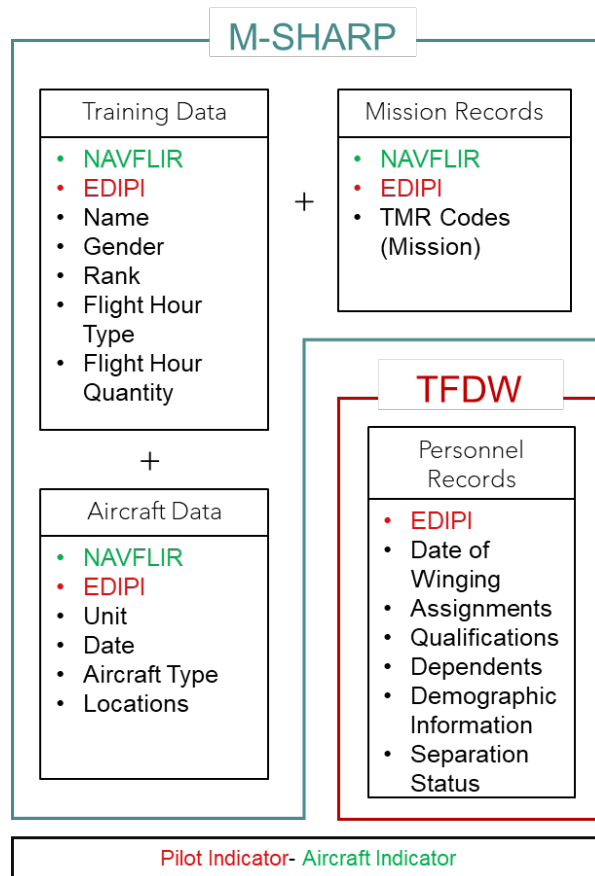 M-SHARP
Training Data
• NAVFLIR
• EDIPI
• Name
• Gender
• Rank
• Flight Hour
Type
• Flight Hour
Quantity
+
Mission Records
• NAVFLIR
• EDIPI
• TMR Codes
(Mission)
+
Aircraft Data
• NAVFLIR
• EDIPI
• Unit
• Date
• Aircraft Type
• Locations
TFDW
Personnel
Records
• EDIPI
• Date of
Winging
• Assignments
• Qualifications
• Dependents
• Demographic
Information
• Separation
Status
Pilot Indicator- Aircraft Indicator